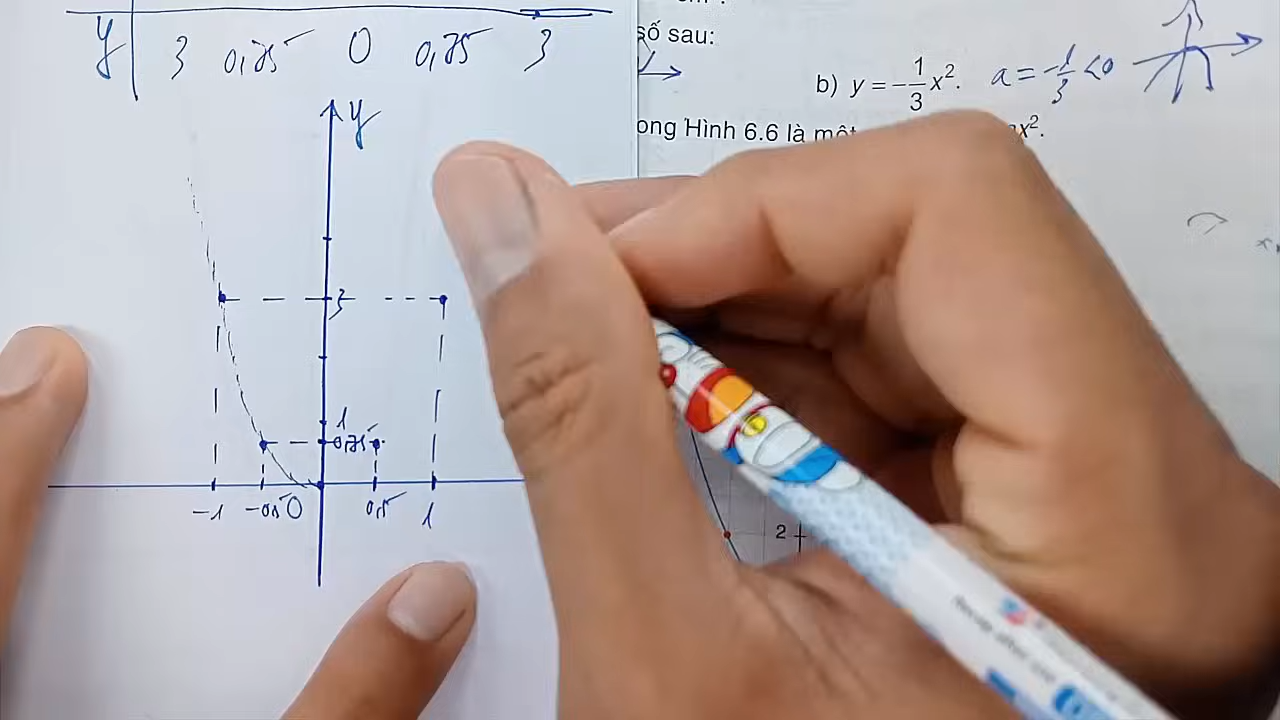 y 3 0,75 0 0,75 3
y
3
1
0,75
-1 -0,5 0 0,5 1
số sau:
b) y = -1/3 x². a = -1/3 <0
ong Hình 6.6 là một x².
2